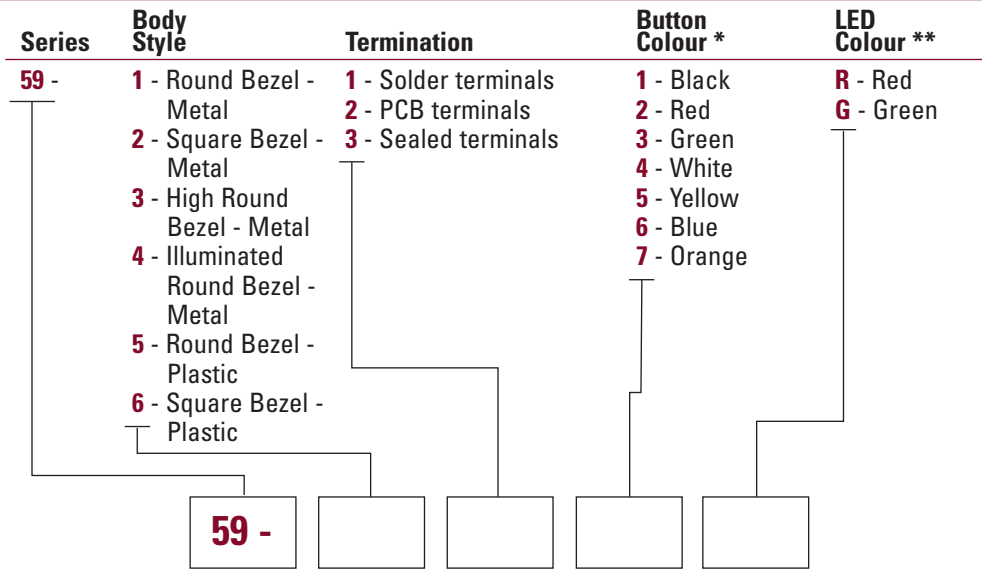 Series
Body
Style
Termination
Button
Colour *
LED
Colour **
59 -
1 - Round Bezel -
Metal
2 - Square Bezel -
Metal
3 - High Round
Bezel - Metal
4 - Illuminated
Round Bezel -
Metal
5 - Round Bezel -
Plastic
6 - Square Bezel -
Plastic
1 - Solder terminals
2 - PCB terminals
3 - Sealed terminals
1 - Black
2 - Red
3 - Green
4 - White
5 - Yellow
6 - Blue
7 - Orange
R - Red
G - Green
59 -